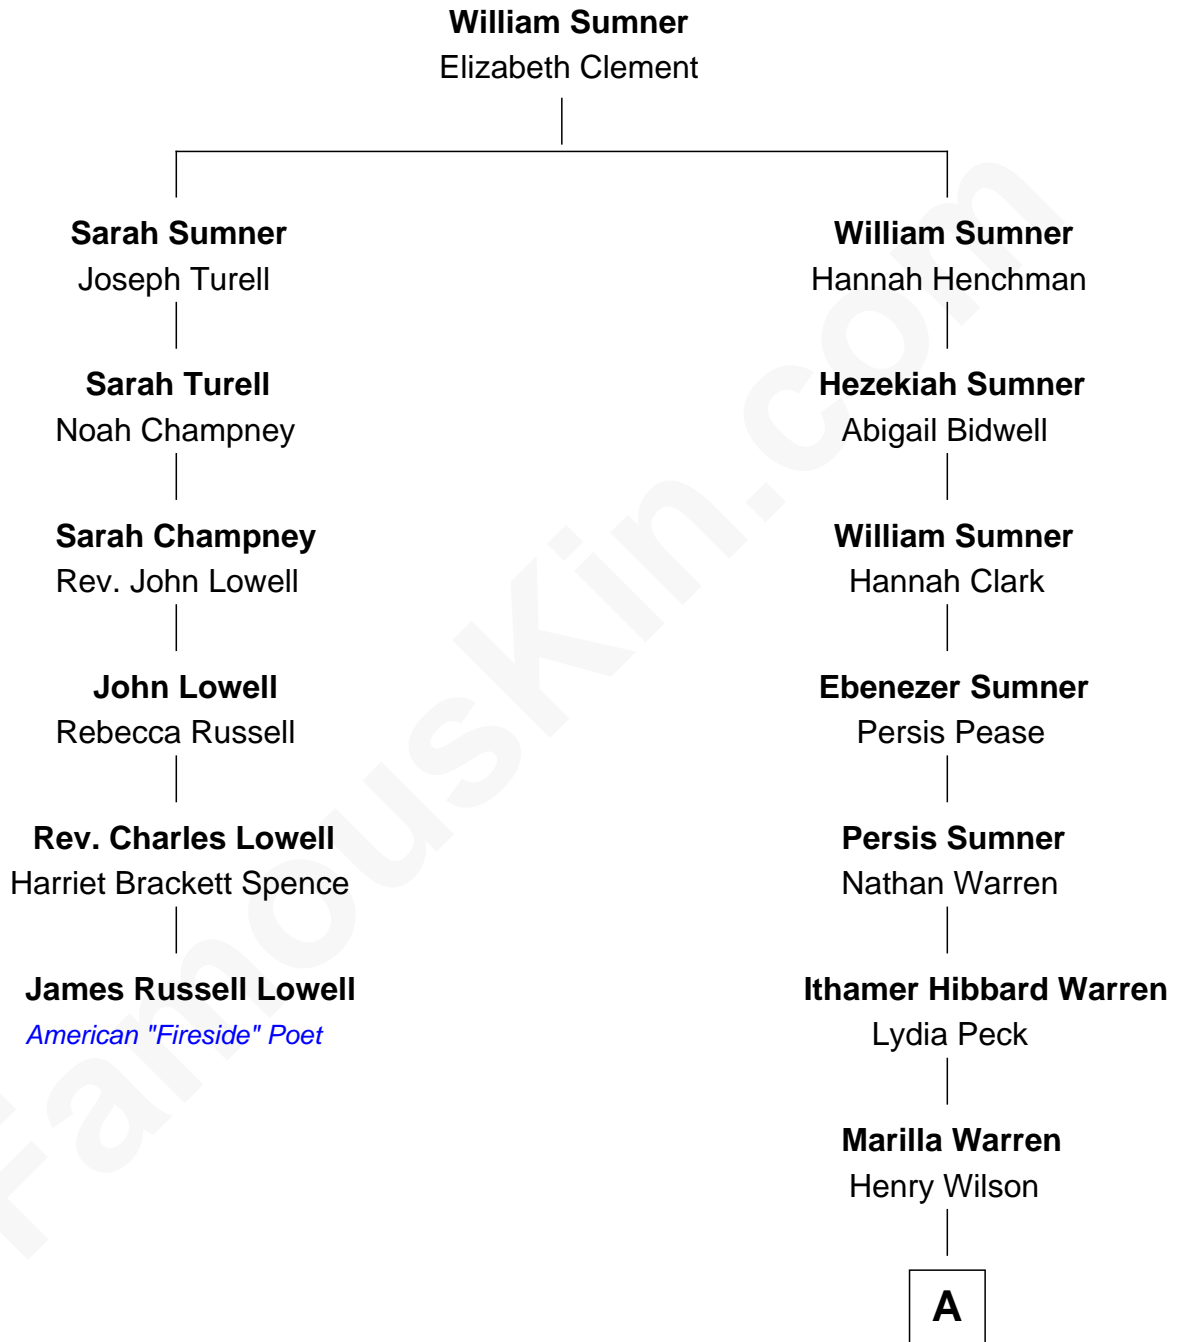 William Sumner
Elizabeth Clement
Sarah Sumner
Joseph Turell
William Sumner
Hannah Henchman
Sarah Turell
Noah Champney
Hezekiah Sumner
Abigail Bidwell
Sarah Champney
Rev. John Lowell
William Sumner
Hannah Clark
John Lowell
Rebecca Russell
Ebenezer Sumner
Persis Pease
Rev. Charles Lowell
Harriet Brackett Spence
Persis Sumner
Nathan Warren
James Russell Lowell
American "Fireside" Poet
Ithamer Hibbard Warren
Lydia Peck
Marilla Warren
Henry Wilson
A
FamousKin.com